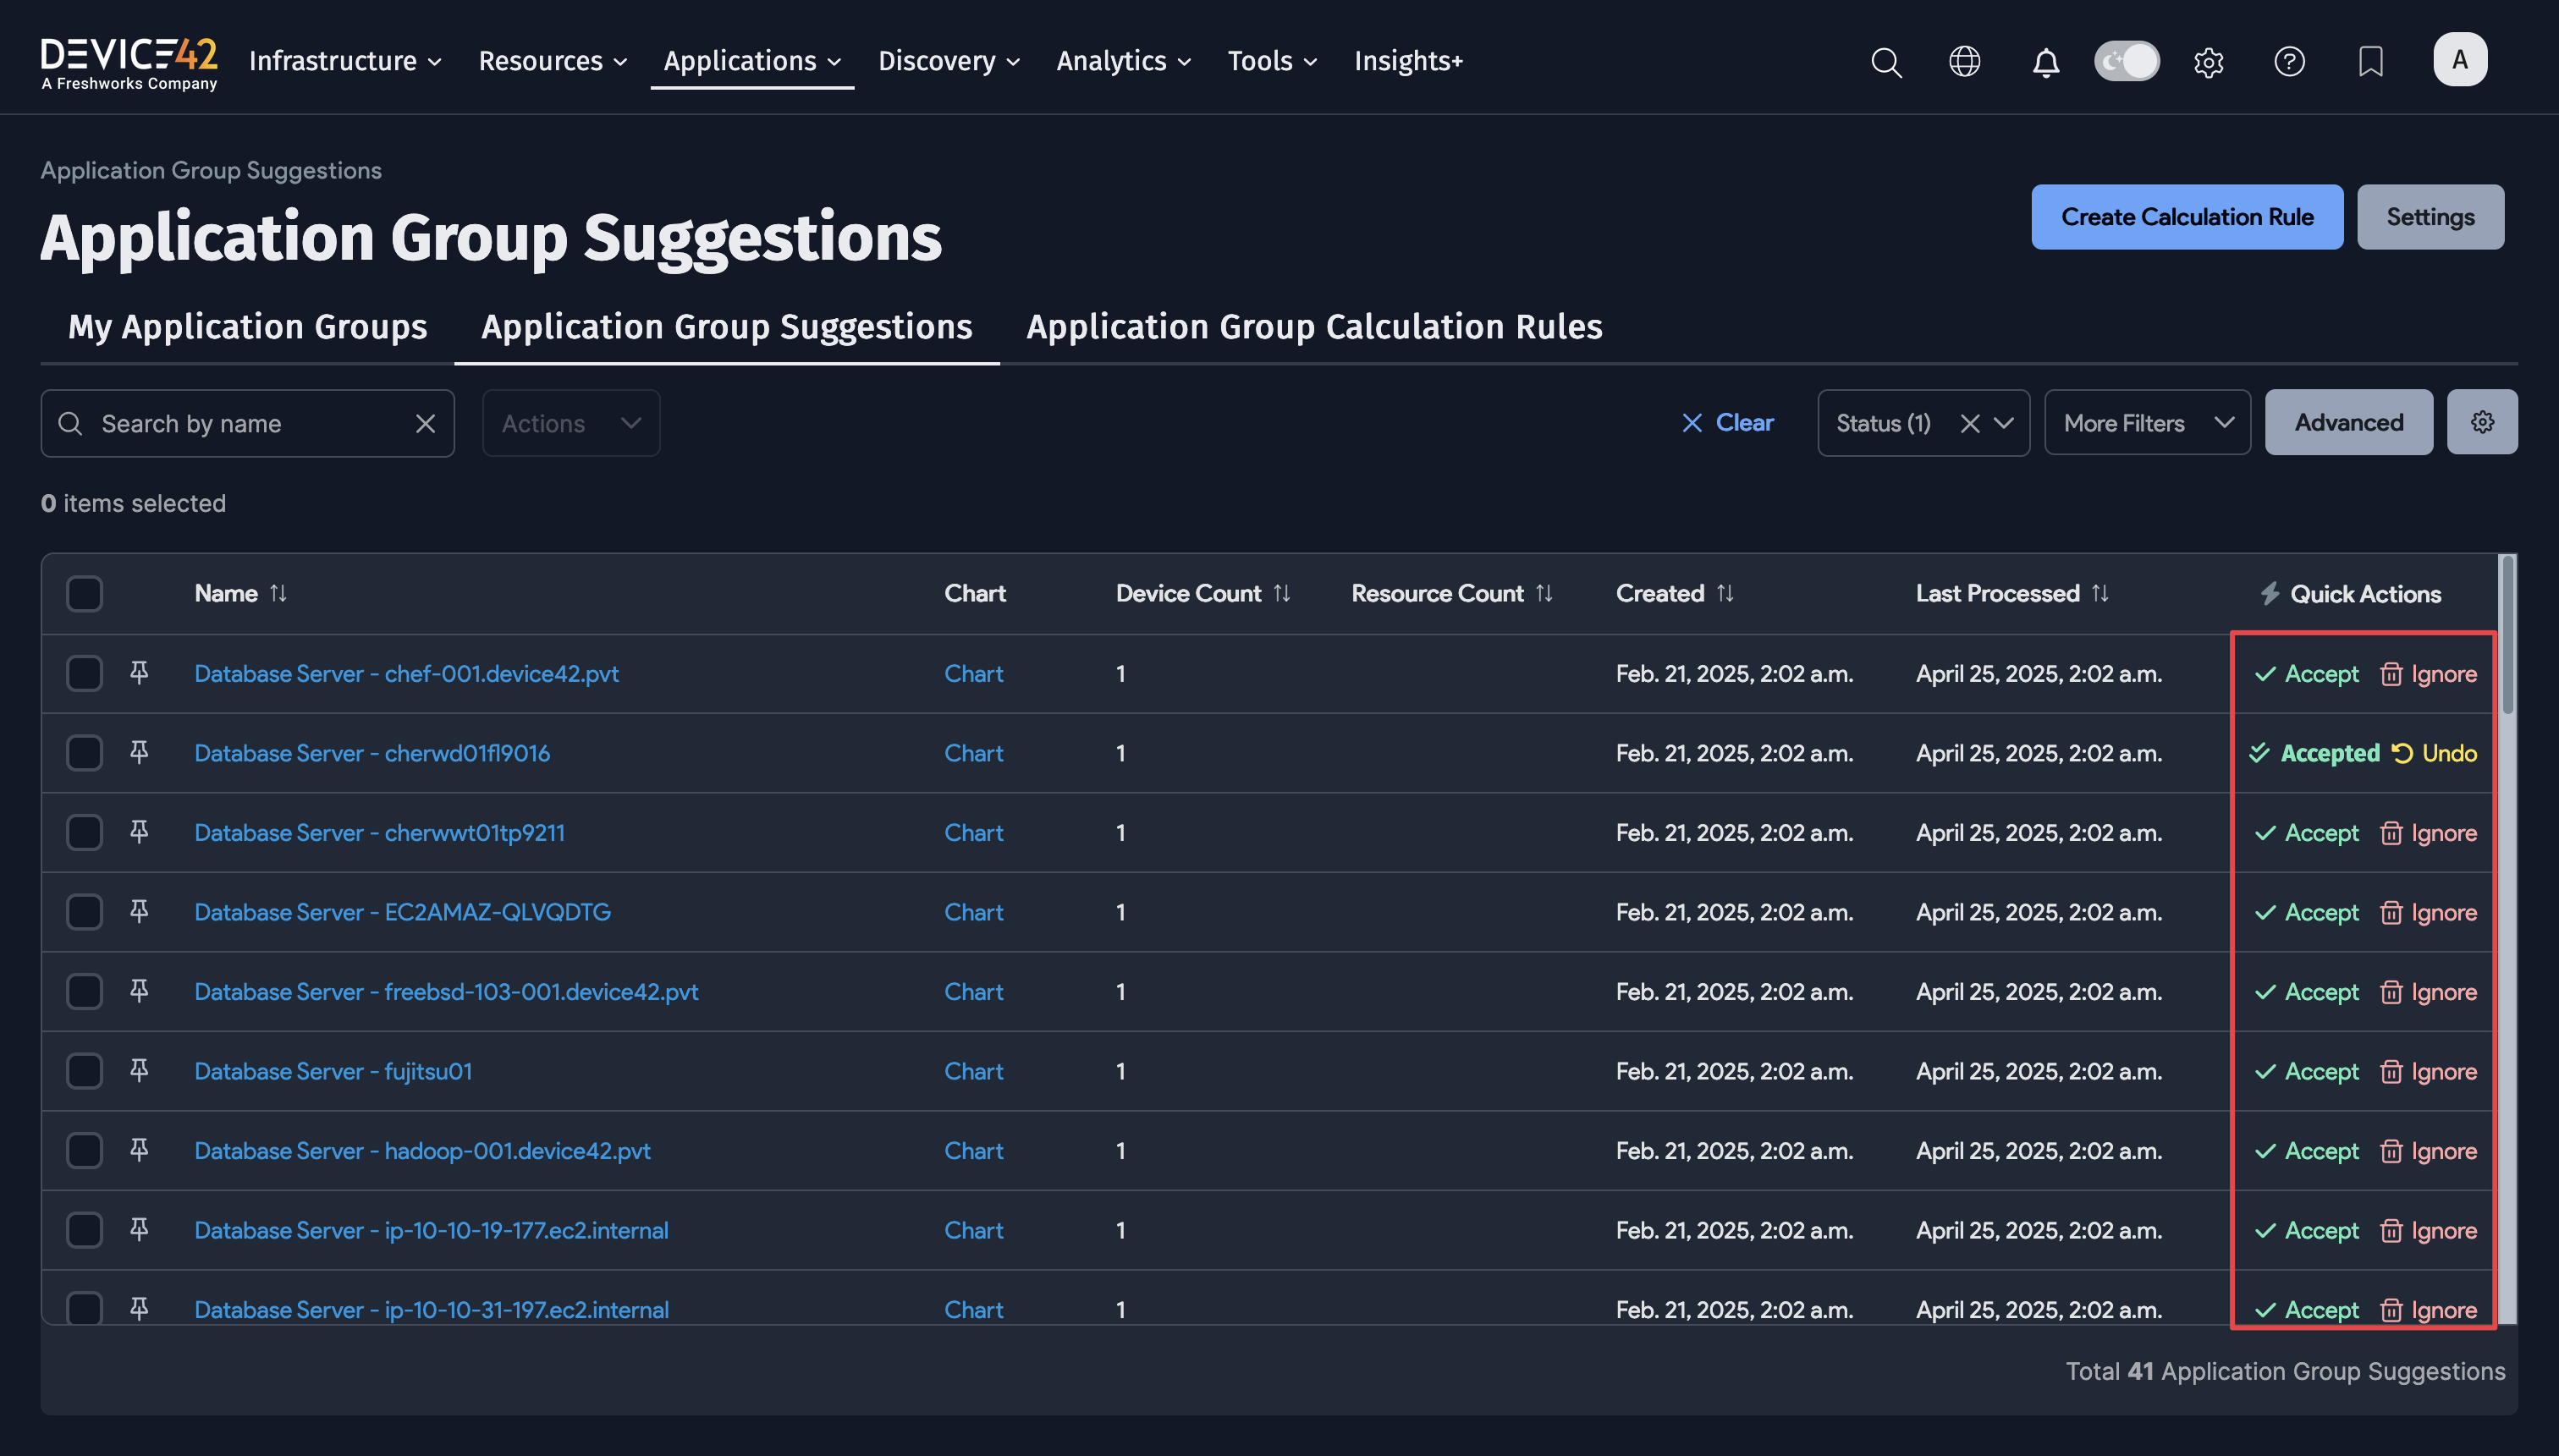 DEVICE42
A Freshworks Company
Infrastructure Resources Applications Discovery Analytics Tools Insights+
A
Application Group Suggestions
Application Group Suggestions
Create Calculation Rule Settings
My Application Groups Application Group Suggestions Application Group Calculation Rules
Search by name Actions Clear Status (1) More Filters Advanced
0 items selected
Name Chart Device Count Resource Count Created Last Processed Quick Actions
Database Server - chef-001.device42.pvt Chart 1 Feb. 21, 2025, 2:02 a.m. April 25, 2025, 2:02 a.m. Accept Ignore
Database Server - cherwd01fl9016 Chart 1 Feb. 21, 2025, 2:02 a.m. April 25, 2025, 2:02 a.m. Accepted Undo
Database Server - cherwwt01tp9211 Chart 1 Feb. 21, 2025, 2:02 a.m. April 25, 2025, 2:02 a.m. Accept Ignore
Database Server - EC2AMAZ-QLVQDTG Chart 1 Feb. 21, 2025, 2:02 a.m. April 25, 2025, 2:02 a.m. Accept Ignore
Database Server - freebsd-103-001.device42.pvt Chart 1 Feb. 21, 2025, 2:02 a.m. April 25, 2025, 2:02 a.m. Accept Ignore
Database Server - fujitsu01 Chart 1 Feb. 21, 2025, 2:02 a.m. April 25, 2025, 2:02 a.m. Accept Ignore
Database Server - hadoop-001.device42.pvt Chart 1 Feb. 21, 2025, 2:02 a.m. April 25, 2025, 2:02 a.m. Accept Ignore
Database Server - ip-10-10-19-177.ec2.internal Chart 1 Feb. 21, 2025, 2:02 a.m. April 25, 2025, 2:02 a.m. Accept Ignore
Database Server - ip-10-10-31-197.ec2.internal Chart 1 Feb. 21, 2025, 2:02 a.m. April 25, 2025, 2:02 a.m. Accept Ignore
Total 41 Application Group Suggestions